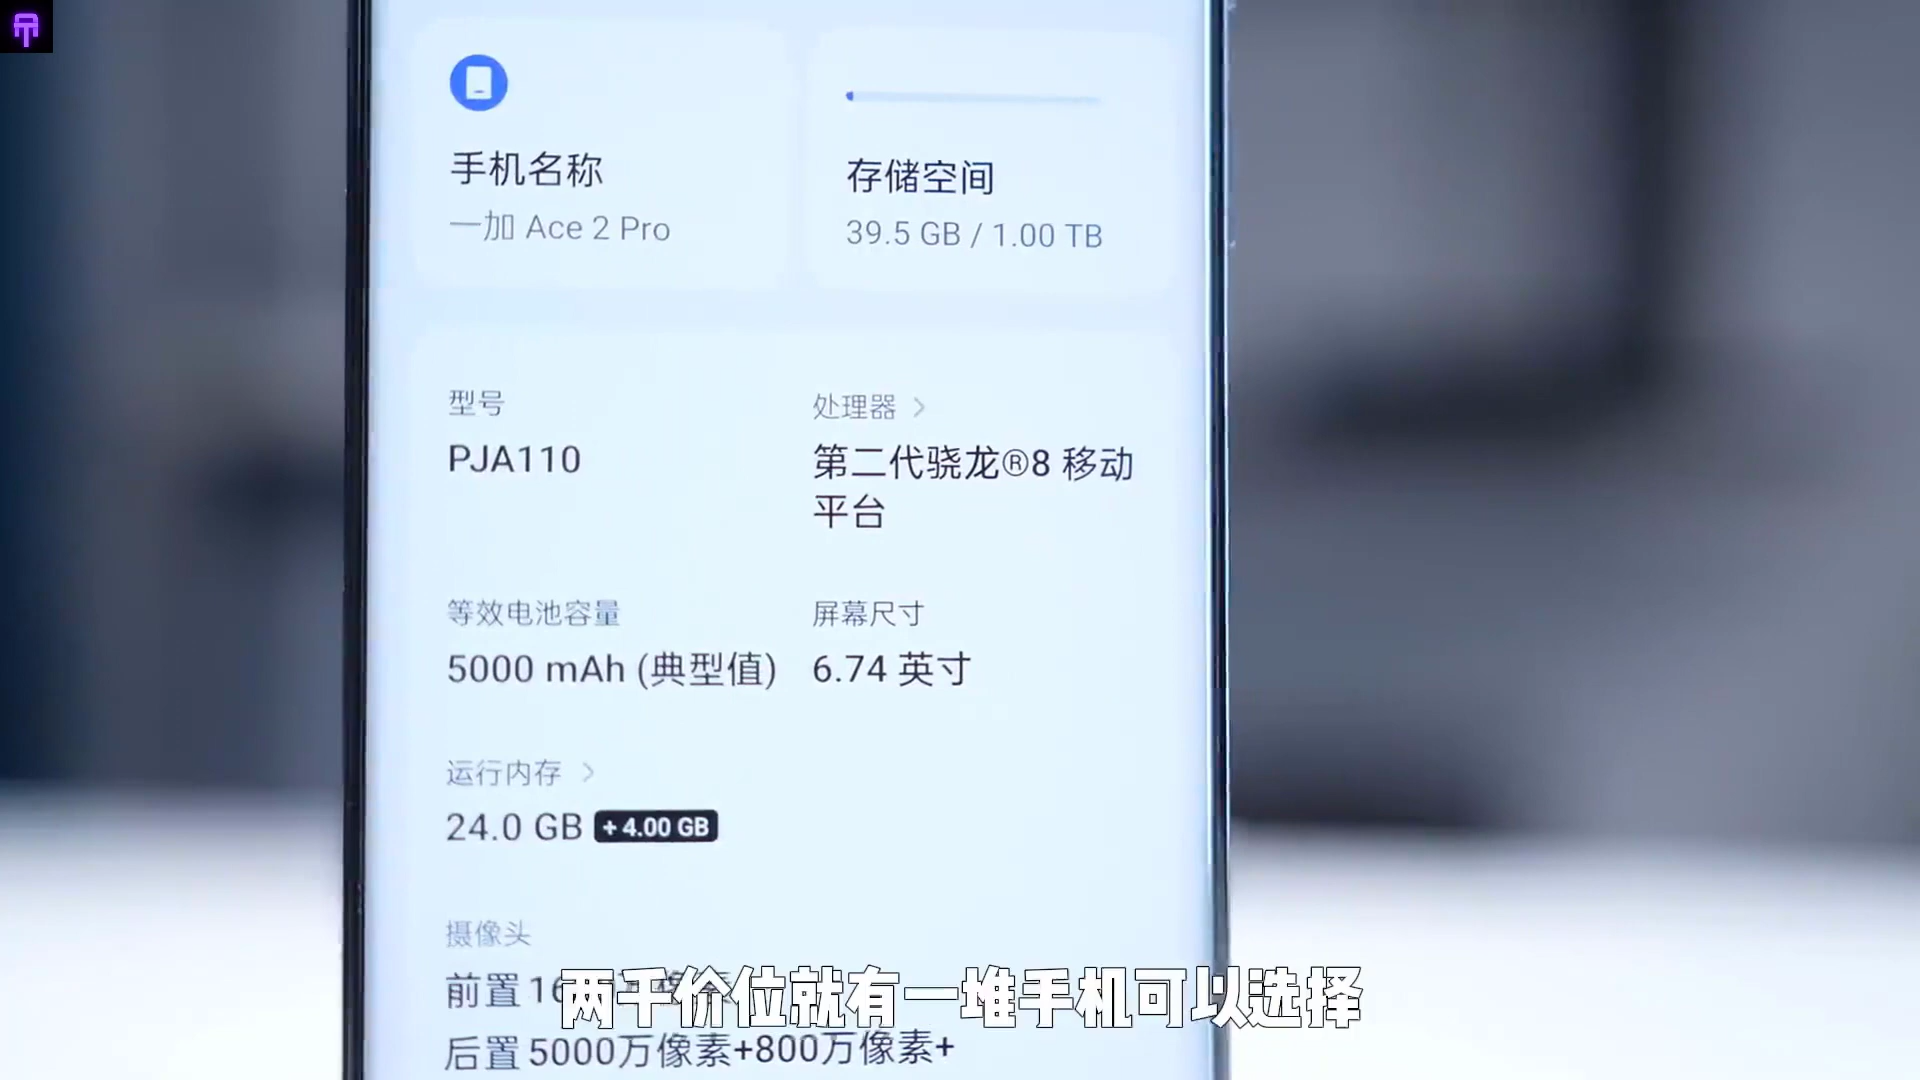 手机名称
一加 Ace 2 Pro
存储空间
39.5 GB / 1.00 TB
型号
PJA110
处理器
第二代骁龙®8 移动
平台
等效电池容量
5000 mAh (典型值)
屏幕尺寸
6.74 英寸
运行内存
24.0 GB +4.00 GB
摄像头
前置
后置 5000万像素+800万像素+
两千价位就有一堆手机可以选择